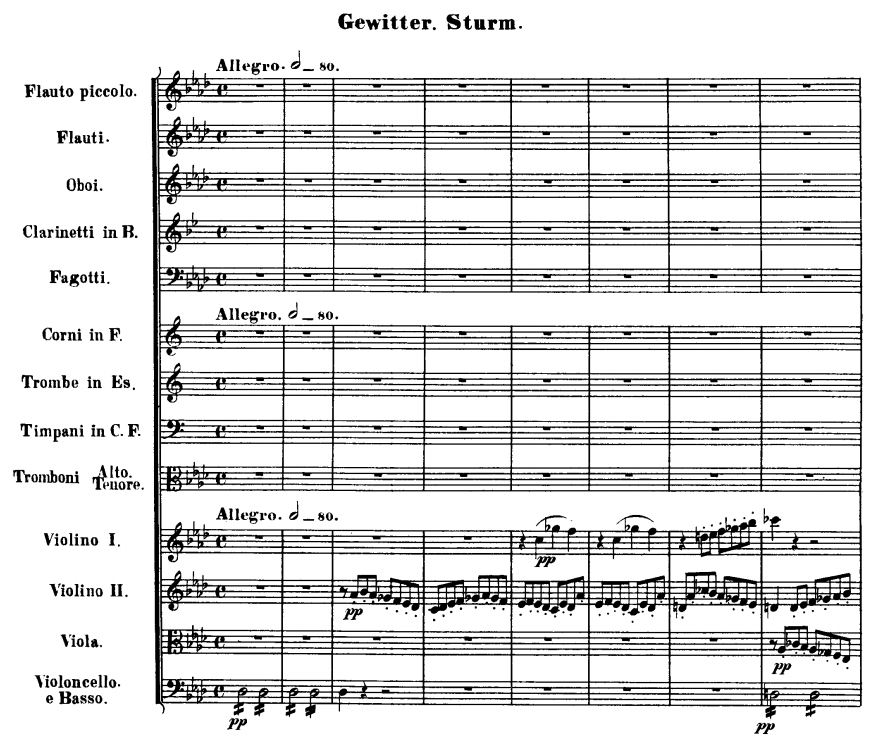 Gewitter. Sturm.
Allegro. 𝅗𝅥 = 80.
Flauto piccolo.
Flauti.
Oboi.
Clarinetti in B.
Fagotti.
Allegro. 𝅗𝅥 = 80.
Corni in F.
Trombe in Es.
Timpani in C. F.
Tromboni Alto.
Tenore.
Allegro. 𝅗𝅥 = 80.
Violino I.
pp
Violino II.
pp
Viola.
pp
Violoncello.
e Basso.
pp
pp